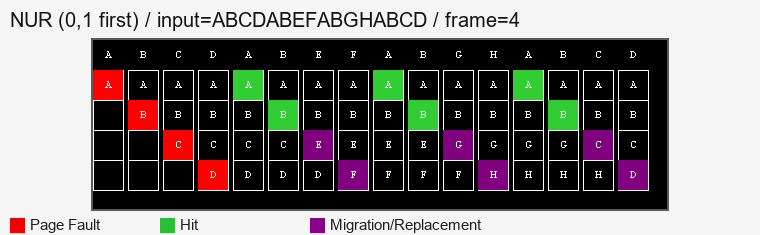 NUR (0,1 first) / input=ABCDABEFABGHABCD / frame=4
A B C D A B E F A B G H A B C D
A A A A A A A A A A A A A A A A
B B B B B B B B B B B B B B B
C C C C E E E E G G G G C C
D D D D F F F F H H H H D
Page Fault Hit Migration/Replacement